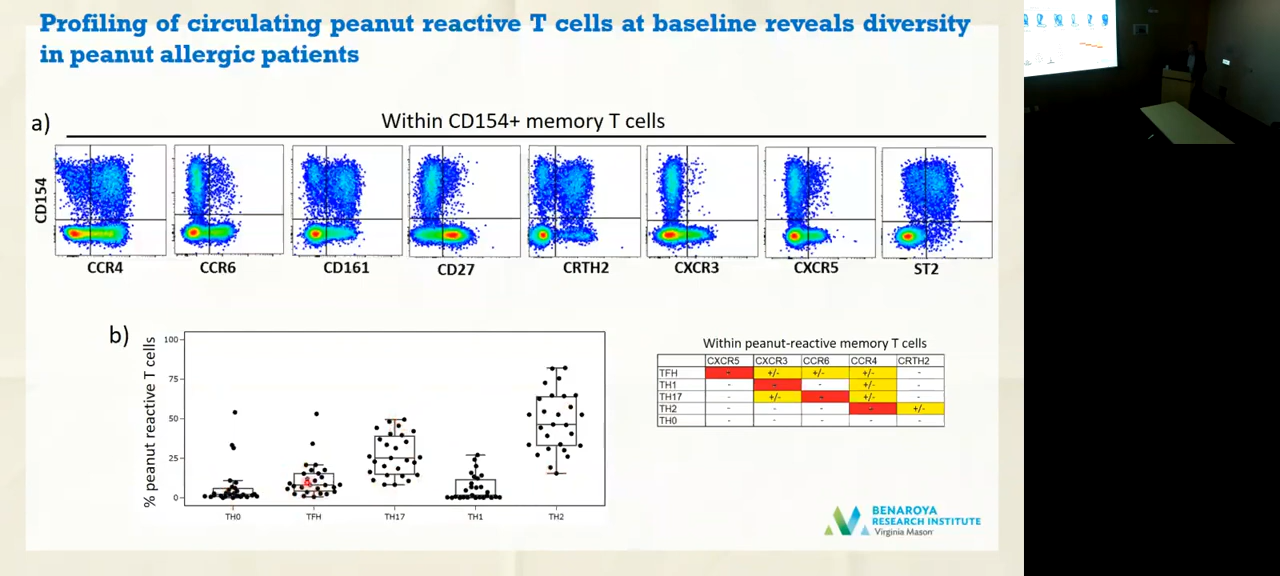 Profiling of circulating peanut reactive T cells at baseline reveals diversity
in peanut allergic patients
a)
Within CD154+ memory T cells
CD154
CCR4 CCR6 CD161 CD27 CRTH2 CXCR3 CXCR5 ST2
b)
% peanut reactive T cells
100
75
50
25
0
TH0 TFH TH17 TH1 TH2
Within peanut-reactive memory T cells
CXCR5 CXCR3 CCR6 CCR4 CRTH2
TFH + +/- +/- +/- -
TH1 - + - +/- -
TH17 - +/- + +/- -
TH2 - - - + +/-
TH0 - - - - -
BENAROYA
RESEARCH INSTITUTE
Virginia Mason